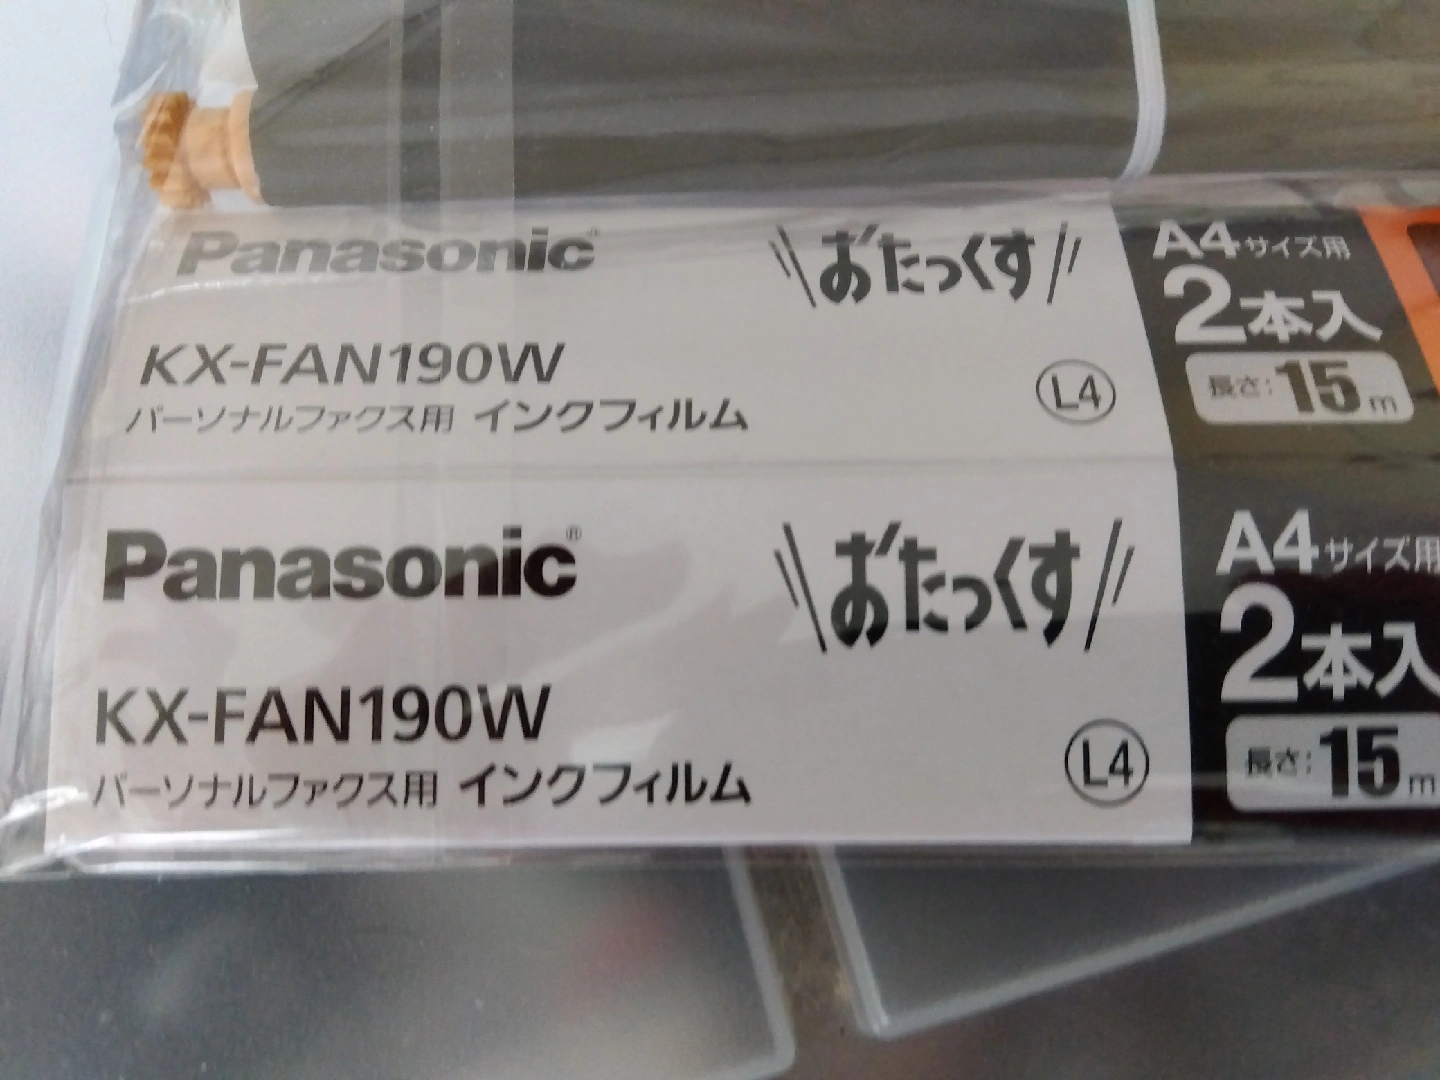 Panasonic®
おたっくす
KX-FAN190W
パーソナルファクス用 インクフィルム
L4
A4サイズ用
2本入
長さ:15m
Panasonic®
おたっくす
KX-FAN190W
パーソナルファクス用 インクフィルム
L4
A4サイズ用
2本入
長さ:15m